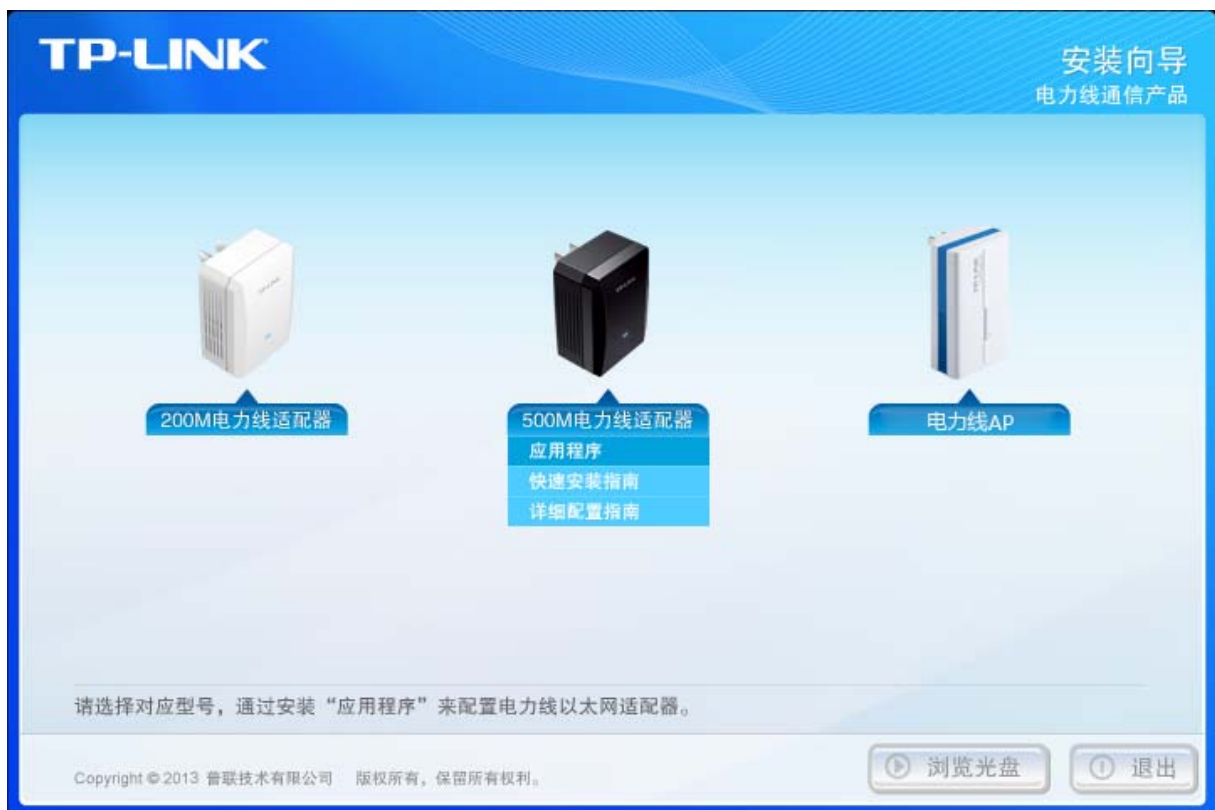 TP-LINK
安装向导
电力线通信产品
200M电力线适配器
500M电力线适配器
电力线AP
应用程序
快速安装指南
详细配置指南
请选择对应型号，通过安装“应用程序”来配置电力线以太网适配器。
Copyright © 2013 普联技术有限公司 版权所有，保留所有权利。
浏览光盘
退出